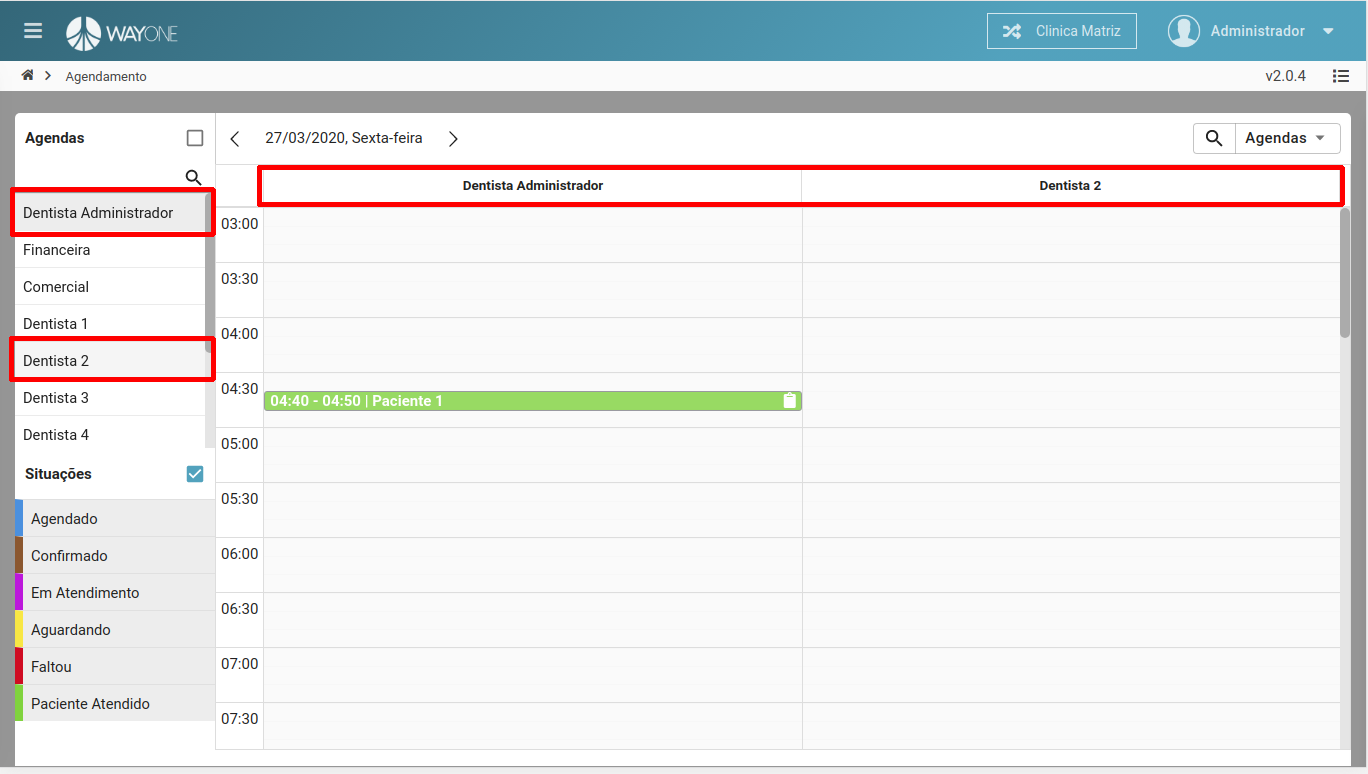 WAYONE
Clinica Matriz
Administrador
Agendamento
v2.0.4
Agendas
27/03/2020, Sexta-feira
Agendas
Dentista Administrador
Dentista 2
Dentista Administrador
Financeira
Comercial
Dentista 1
Dentista 2
Dentista 3
Dentista 4
Situações
Agendado
Confirmado
Em Atendimento
Aguardando
Faltou
Paciente Atendido
03:00
03:30
04:00
04:30
04:40 - 04:50 | Paciente 1
05:00
05:30
06:00
06:30
07:00
07:30